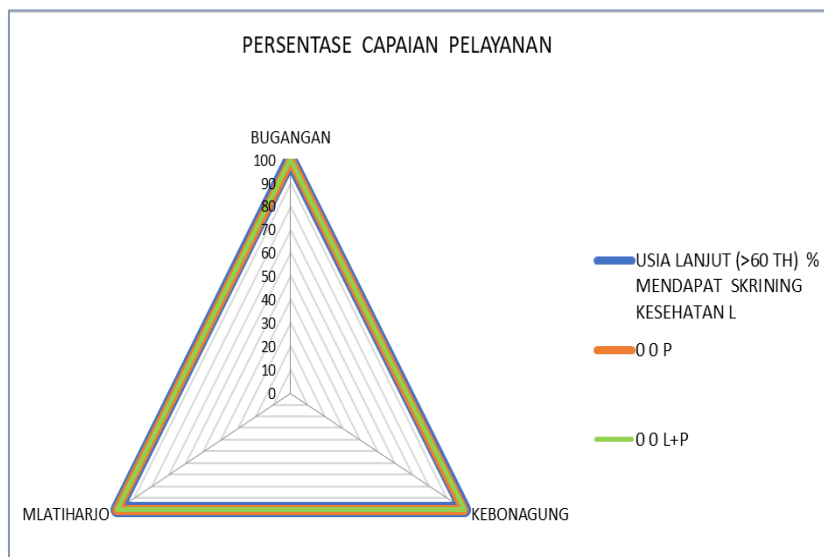 PERSENTASE CAPAIAN PELAYANAN
BUGANGAN
100
90
80
70
60
50
40
30
20
10
0
MLATIHARJO
KEBONAGUNG
USIA LANJUT (>60 TH) %
MENDAPAT SKRINING
KESEHATAN L
0 0 P
0 0 L+P